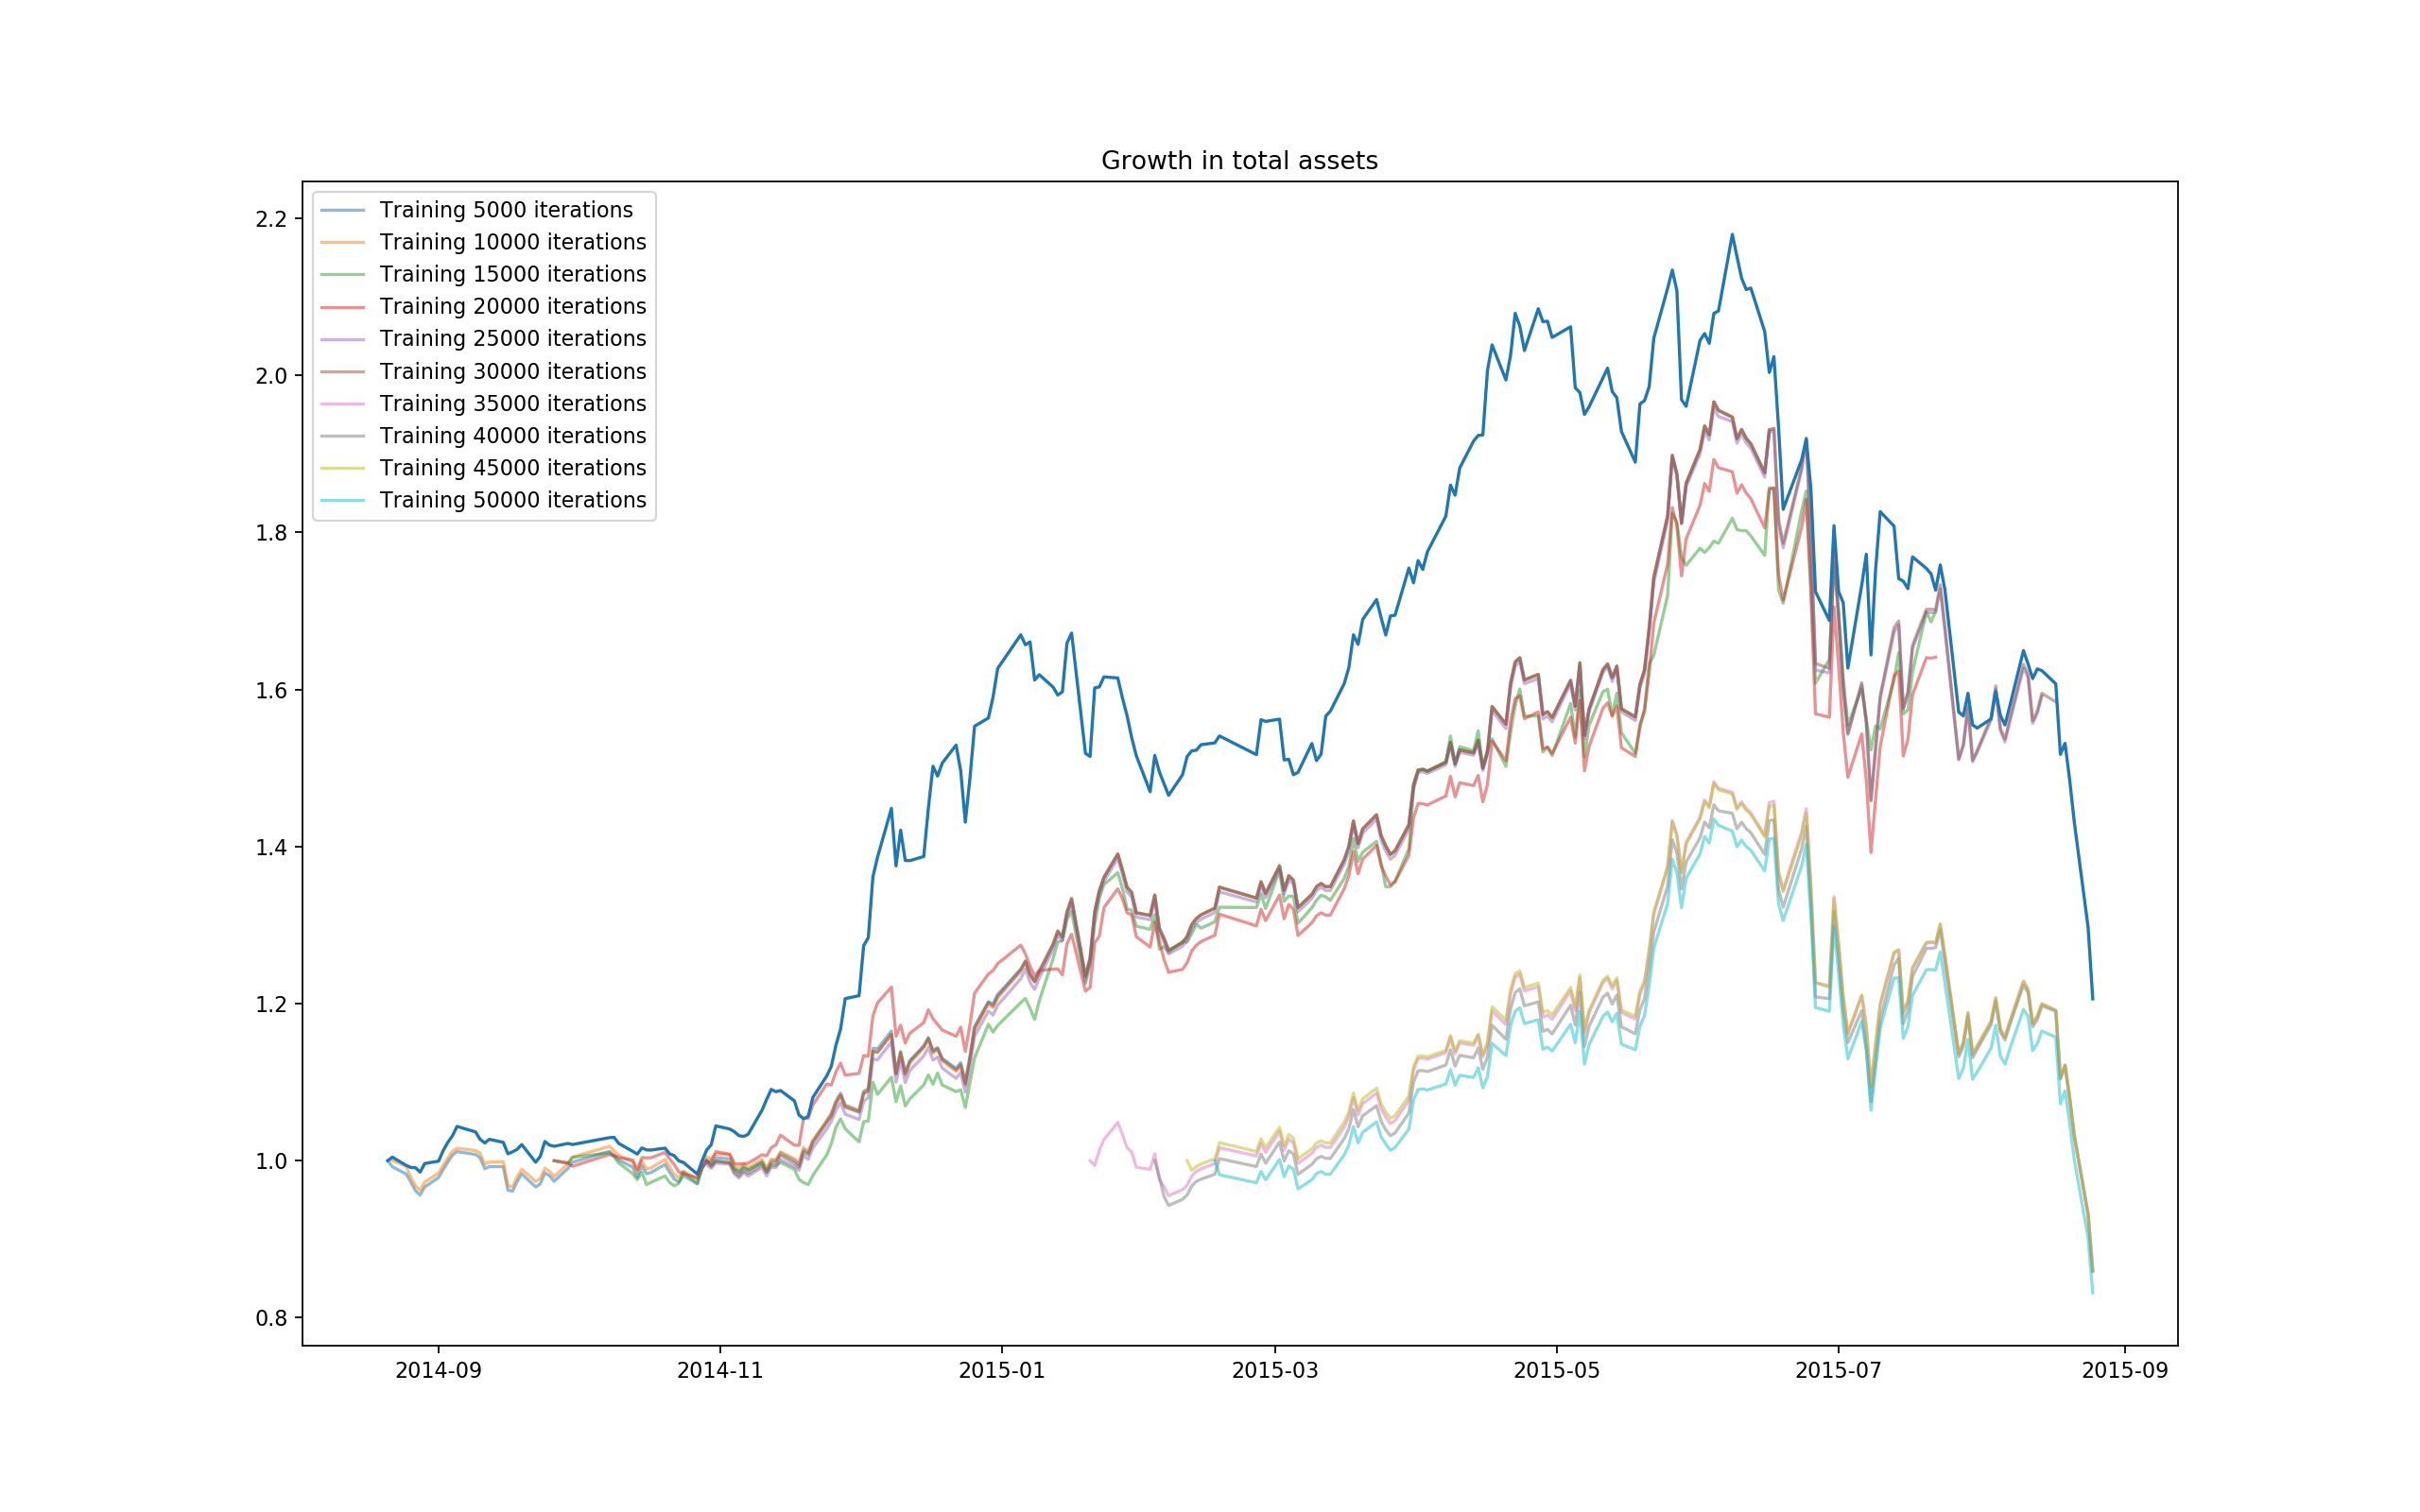 Growth in total assets
Training 5000 iterations
Training 10000 iterations
Training 15000 iterations
Training 20000 iterations
Training 25000 iterations
Training 30000 iterations
Training 35000 iterations
Training 40000 iterations
Training 45000 iterations
Training 50000 iterations
2.2
2.0
1.8
1.6
1.4
1.2
1.0
0.8
2014-09 2014-11 2015-01 2015-03 2015-05 2015-07 2015-09